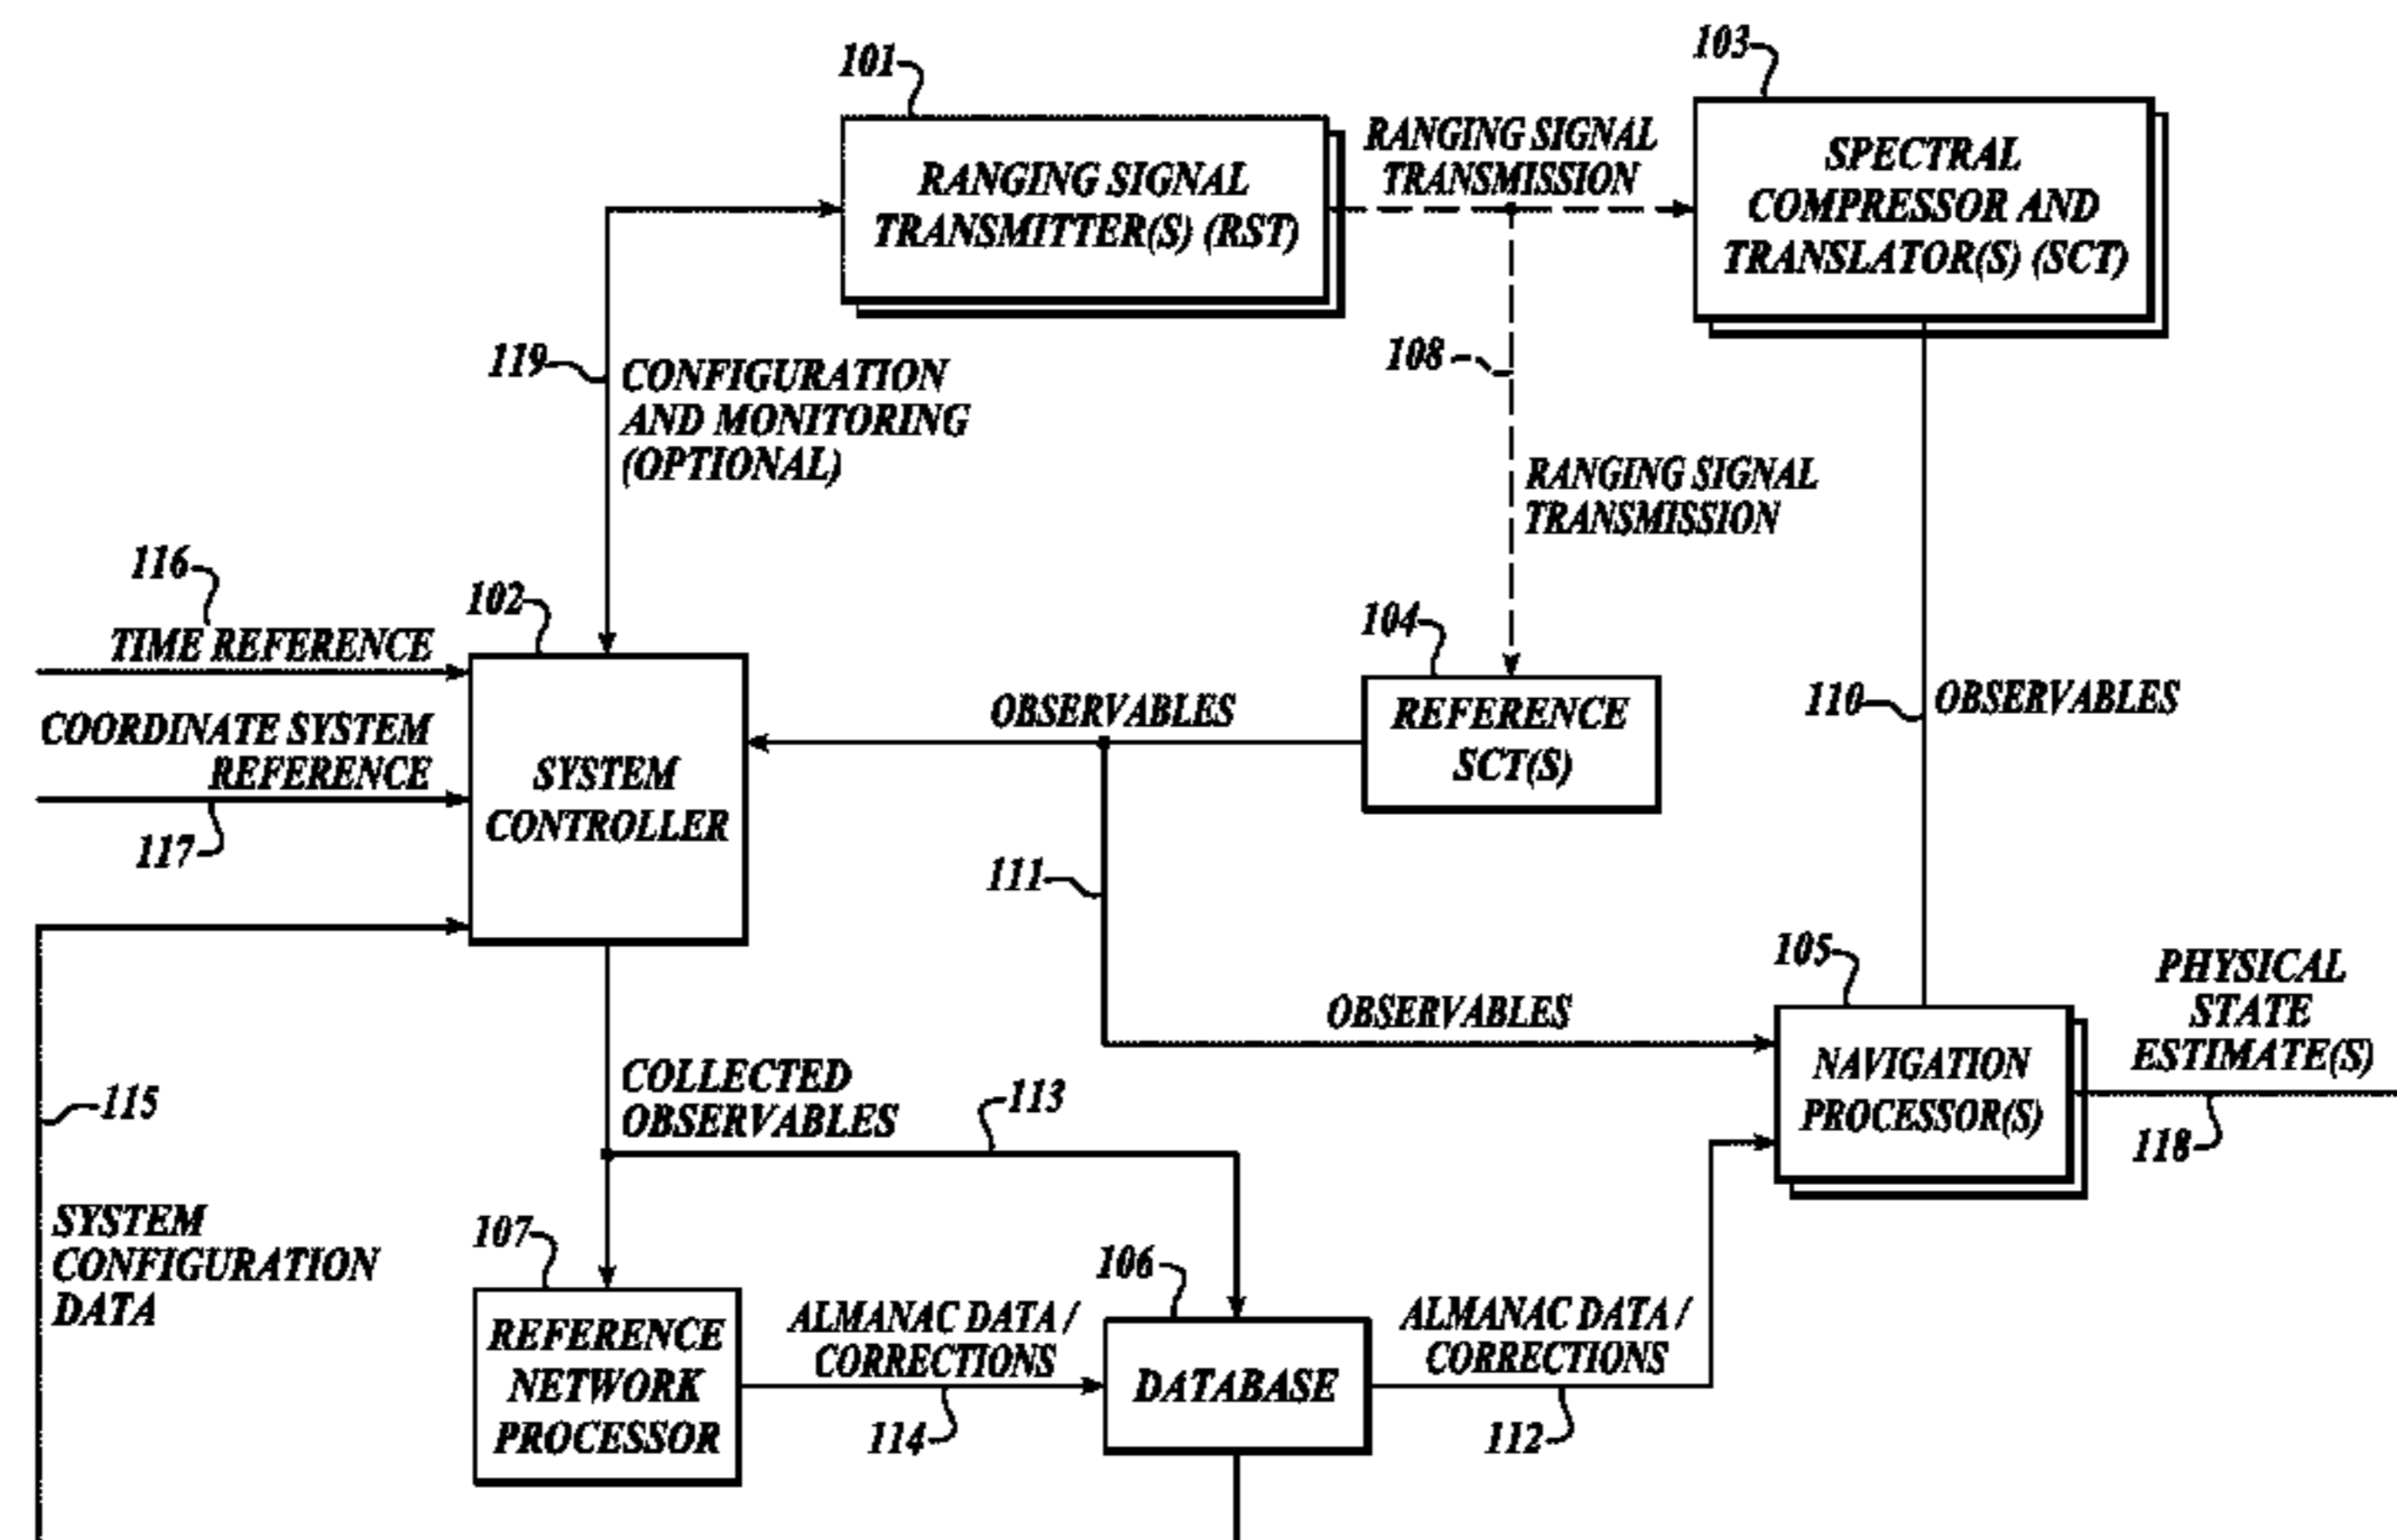 101
103
RANGING SIGNAL
TRANSMITTER(S) (RST)
RANGING SIGNAL
TRANSMISSION
SPECTRAL
COMPRESSOR AND
TRANSLATOR(S) (SCT)
119
CONFIGURATION
AND MONITORING
(OPTIONAL)
108
RANGING SIGNAL
TRANSMISSION
116
TIME REFERENCE
102
104
COORDINATE SYSTEM
REFERENCE
117
SYSTEM
CONTROLLER
OBSERVABLES
REFERENCE
SCT(S)
110
OBSERVABLES
111
105
OBSERVABLES
NAVIGATION
PROCESSOR(S)
PHYSICAL
STATE
ESTIMATE(S)
118
115
COLLECTED
OBSERVABLES
113
SYSTEM
CONFIGURATION
DATA
107
REFERENCE
NETWORK
PROCESSOR
ALMANAC DATA /
CORRECTIONS
114
106
DATABASE
ALMANAC DATA /
CORRECTIONS
112